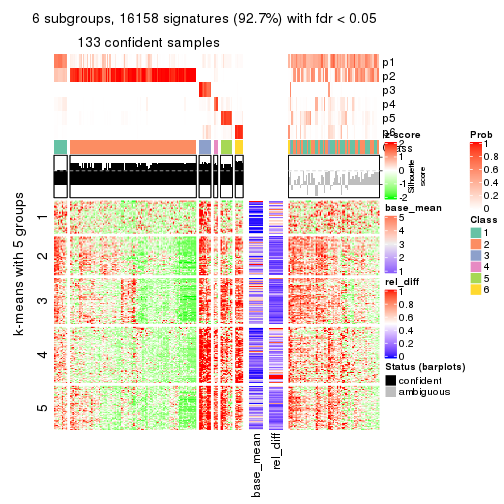 6 subgroups, 16158 signatures (92.7%) with fdr < 0.05
133 confident samples
p1
p2
p3
p4
p5
p6
Class
z-score
2
1
0
-1
-2
Silhouette
score
Prob
1
0.8
0.6
0.4
0.2
0
base_mean
5
4
3
2
1
Class
1
2
3
4
5
6
rel_diff
1
0.8
0.6
0.4
0.2
0
Status (barplots)
confident
ambiguous
k-means with 5 groups
1
2
3
4
5
base_mean
rel_diff